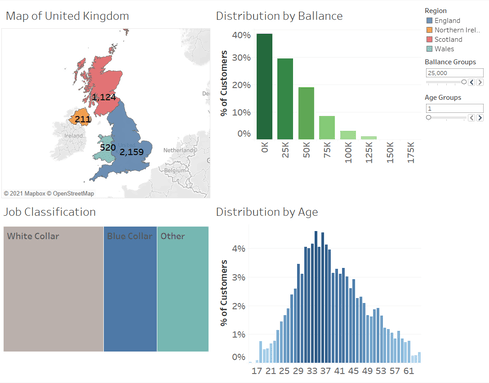 Map of United Kingdom
1,124
211
520
2,159
Ireland
Netherlands
Belgium
© 2021 Mapbox © OpenStreetMap
Distribution by Ballance
% of Customers
40%
30%
20%
10%
0%
0K
25K
50K
75K
100K
125K
150K
175K
Region
England
Northern Irel..
Scotland
Wales
Ballance Groups
25,000
Age Groups
1
Job Classification
White Collar
Blue Collar
Other
Distribution by Age
% of Customers
4%
3%
2%
1%
0%
17 21 25 29 33 37 41 45 49 53 57 61